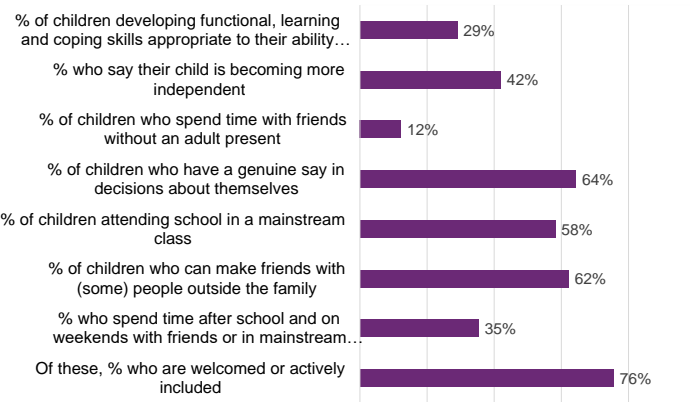 % of children developing functional, learning
and coping skills appropriate to their ability…
29%
% who say their child is becoming more
independent
42%
% of children who spend time with friends
without an adult present
12%
% of children who have a genuine say in
decisions about themselves
64%
% of children attending school in a mainstream
class
58%
% of children who can make friends with
(some) people outside the family
62%
% who spend time after school and on
weekends with friends or in mainstream…
35%
Of these, % who are welcomed or actively
included
76%